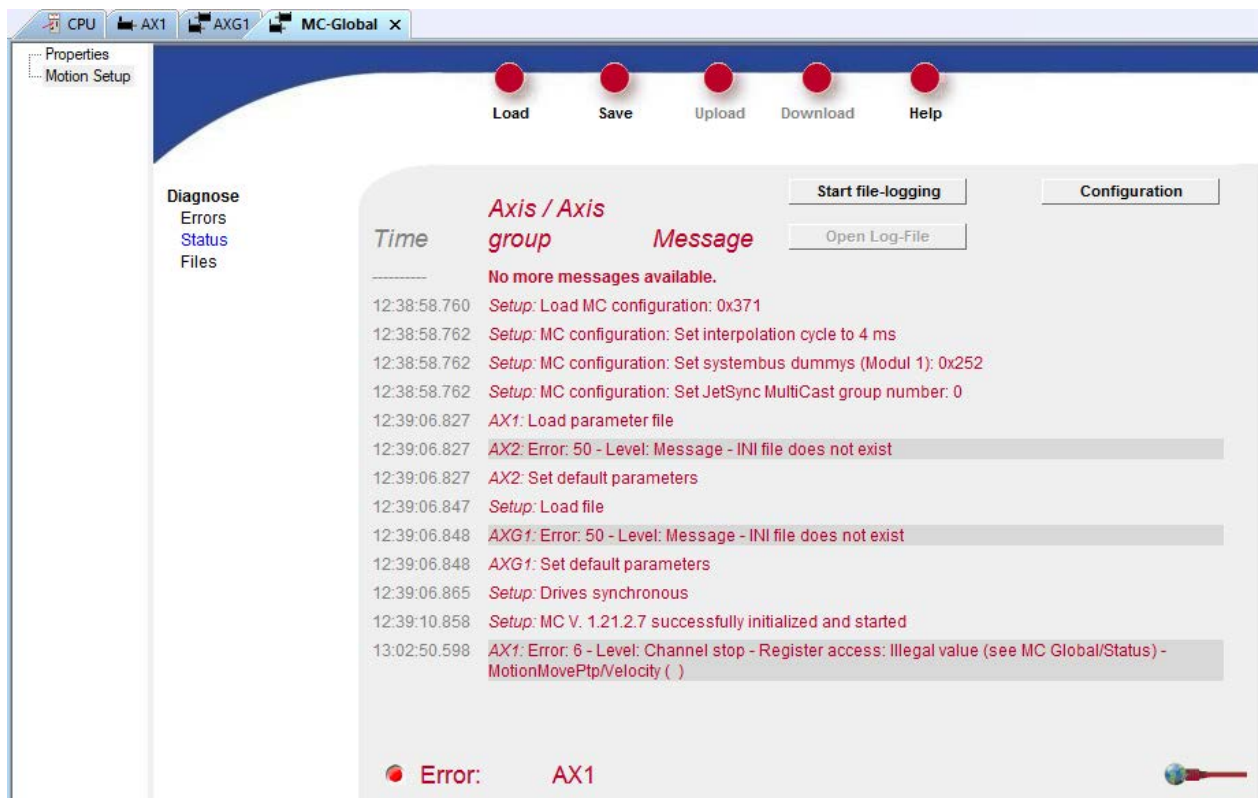 CPU AX1 AXG1 MC-Global X
Properties
Motion Setup
Load Save Upload Download Help
Diagnose
Errors
Status
Files
Start file-logging Configuration
Open Log-File
Time Axis / Axis group Message
---------- No more messages available.
12:38:58.760 Setup: Load MC configuration: 0x371
12:38:58.762 Setup: MC configuration: Set interpolation cycle to 4 ms
12:38:58.762 Setup: MC configuration: Set systembus dummys (Modul 1): 0x252
12:38:58.762 Setup: MC configuration: Set JetSync MultiCast group number: 0
12:39:06.827 AX1: Load parameter file
12:39:06.827 AX2: Error: 50 - Level: Message - INI file does not exist
12:39:06.827 AX2: Set default parameters
12:39:06.847 Setup: Load file
12:39:06.848 AXG1: Error: 50 - Level: Message - INI file does not exist
12:39:06.848 AXG1: Set default parameters
12:39:06.865 Setup: Drives synchronous
12:39:10.858 Setup: MC V. 1.21.2.7 successfully initialized and started
13:02:50.598 AX1: Error: 6 - Level: Channel stop - Register access: Illegal value (see MC Global/Status) -
MotionMovePtp/Velocity ( )
Error: AX1